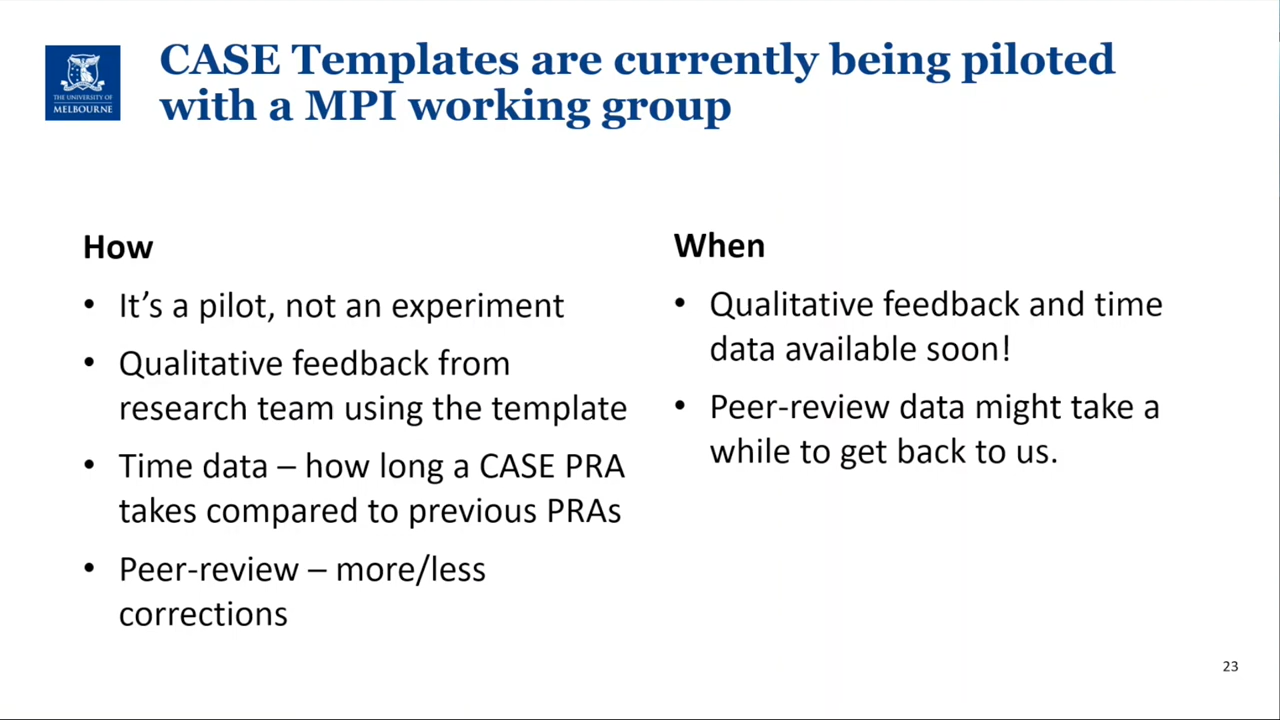 THE UNIVERSITY OF
MELBOURNE
CASE Templates are currently being piloted
with a MPI working group
How
• It’s a pilot, not an experiment
• Qualitative feedback from
research team using the template
• Time data – how long a CASE PRA
takes compared to previous PRAs
• Peer-review – more/less
corrections
When
• Qualitative feedback and time
data available soon!
• Peer-review data might take a
while to get back to us.
23